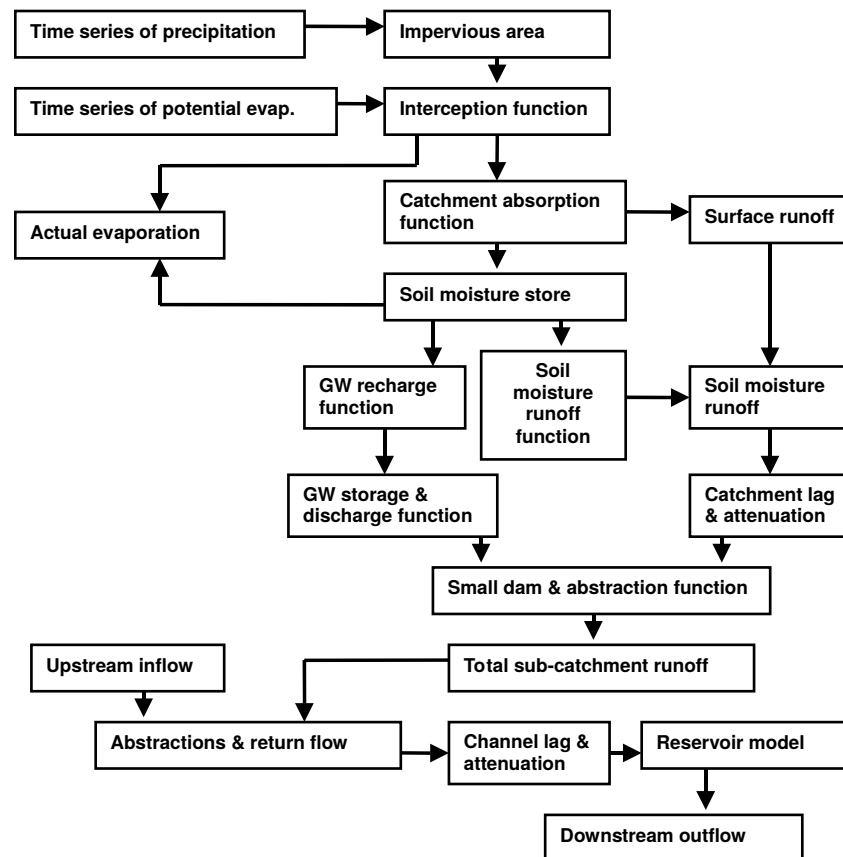 Time series of precipitation
Impervious area
Time series of potential evap.
Interception function
Catchment absorption
function
Surface runoff
Actual evaporation
Soil moisture store
GW recharge
function
Soil
moisture
runoff
function
Soil moisture
runoff
GW storage &
discharge function
Catchment lag
& attenuation
Small dam & abstraction function
Upstream inflow
Total sub-catchment runoff
Abstractions & return flow
Channel lag &
attenuation
Reservoir model
Downstream outflow